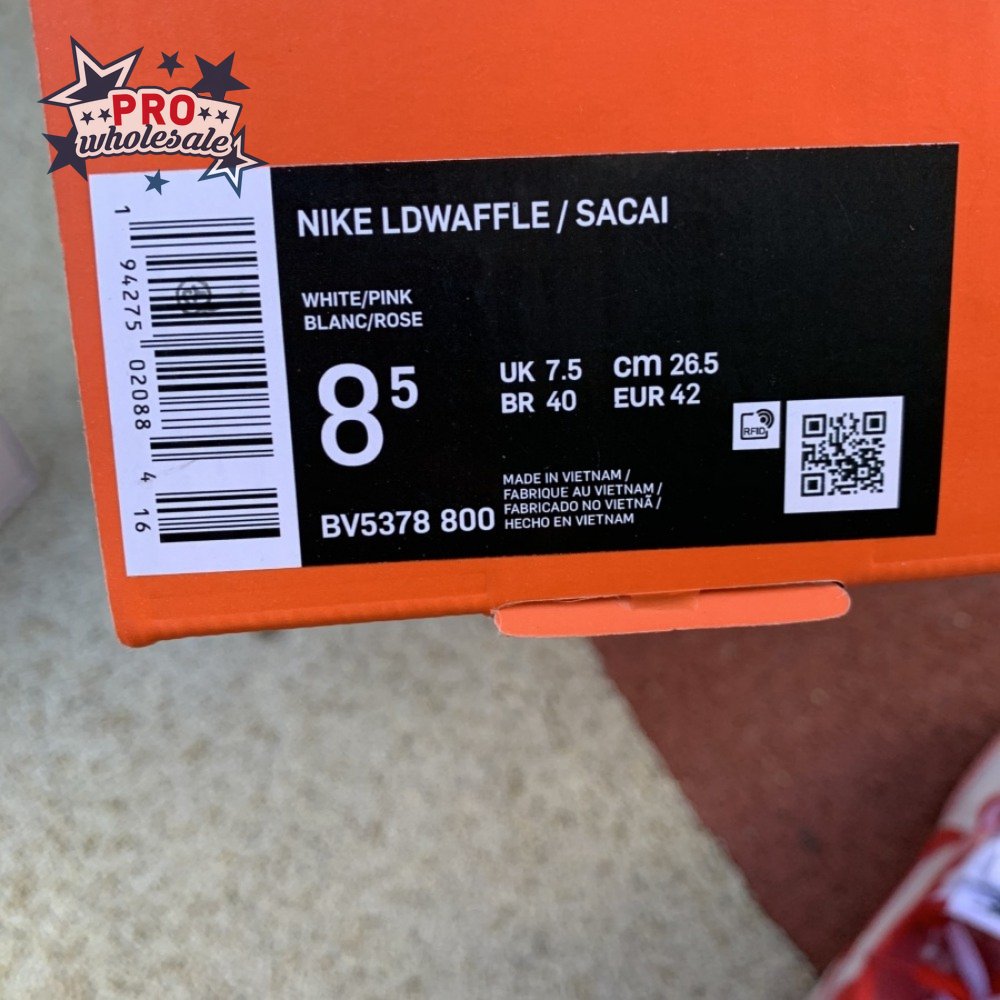 PRO
wholesale
NIKE LDWAFFLE / SACAI
WHITE/PINK
BLANC/ROSE
8 5
UK 7.5 cm 26.5
BR 40 EUR 42
RFID
MADE IN VIETNAM /
FABRIQUE AU VIETNAM /
FABRICADO NO VIETNÃ /
HECHO EN VIETNAM
BV5378 800
1 94275 02088 4 16